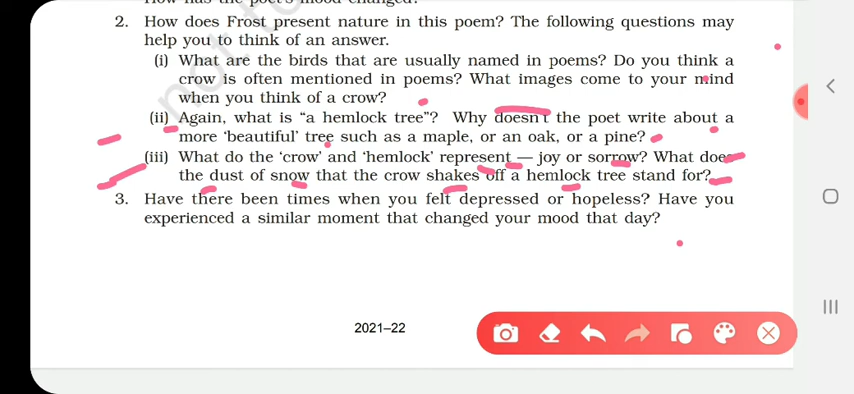 2. How does Frost present nature in this poem? The following questions may
help you to think of an answer.
(i) What are the birds that are usually named in poems? Do you think a
crow is often mentioned in poems? What images come to your mind
when you think of a crow?
(ii) Again, what is “a hemlock tree”? Why doesn’t the poet write about a
more ‘beautiful’ tree such as a maple, or an oak, or a pine?
(iii) What do the ‘crow’ and ‘hemlock’ represent — joy or sorrow? What does
the dust of snow that the crow shakes off a hemlock tree stand for?
3. Have there been times when you felt depressed or hopeless? Have you
experienced a similar moment that changed your mood that day?
2021–22